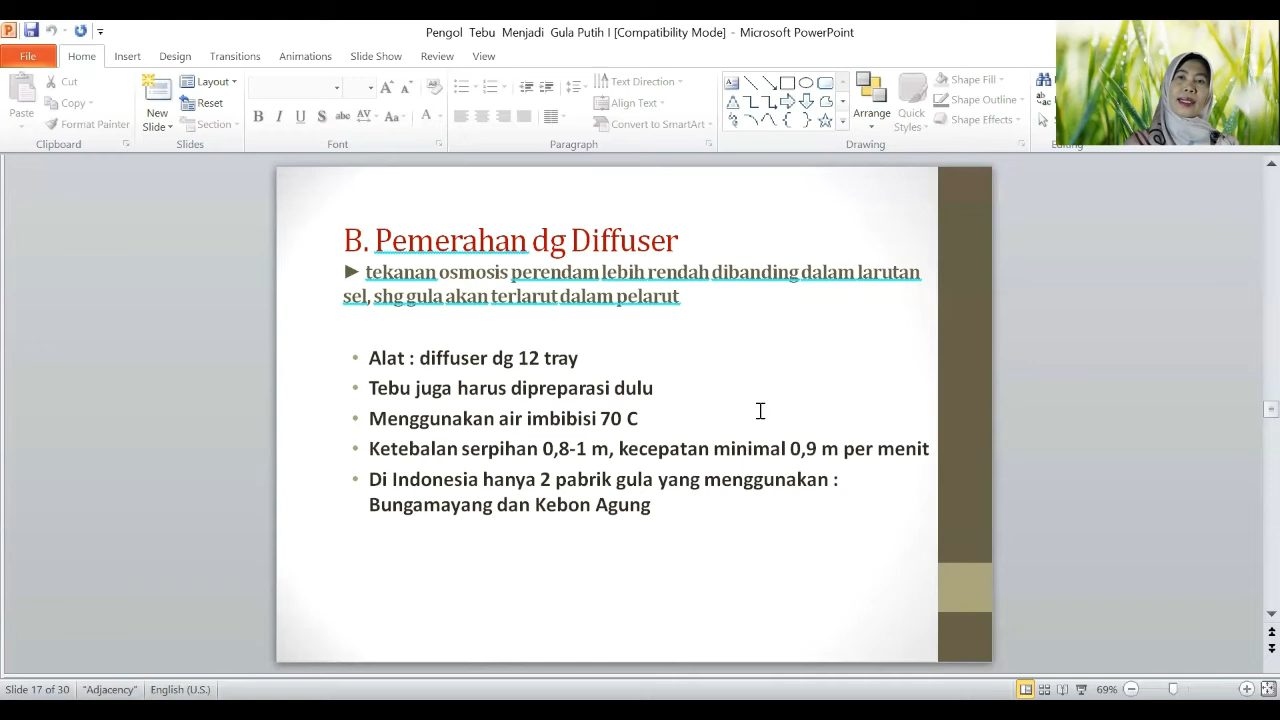 Pengol Tebu Menjadi Gula Putih I [Compatibility Mode] - Microsoft PowerPoint
File Home Insert Design Transitions Animations Slide Show Review View
Paste
Cut
Copy
Format Painter
Clipboard
New Slide
Layout
Reset
Section
Slides
B I U S abc AV Aa A
Font
Text Direction
Align Text
Convert to SmartArt
Paragraph
Arrange
Quick Styles
Shape Fill
Shape Outline
Shape Effects
Drawing
B. Pemerahan dg Diffuser
► tekanan osmosis perendam lebih rendah dibanding dalam larutan
sel, shg gula akan terlarut dalam pelarut
• Alat : diffuser dg 12 tray
• Tebu juga harus dipreparasi dulu
• Menggunakan air imbibisi 70 C
• Ketebalan serpihan 0,8-1 m, kecepatan minimal 0,9 m per menit
• Di Indonesia hanya 2 pabrik gula yang menggunakan :
Bungamayang dan Kebon Agung
Slide 17 of 30 "Adjacency" English (U.S.) 69%